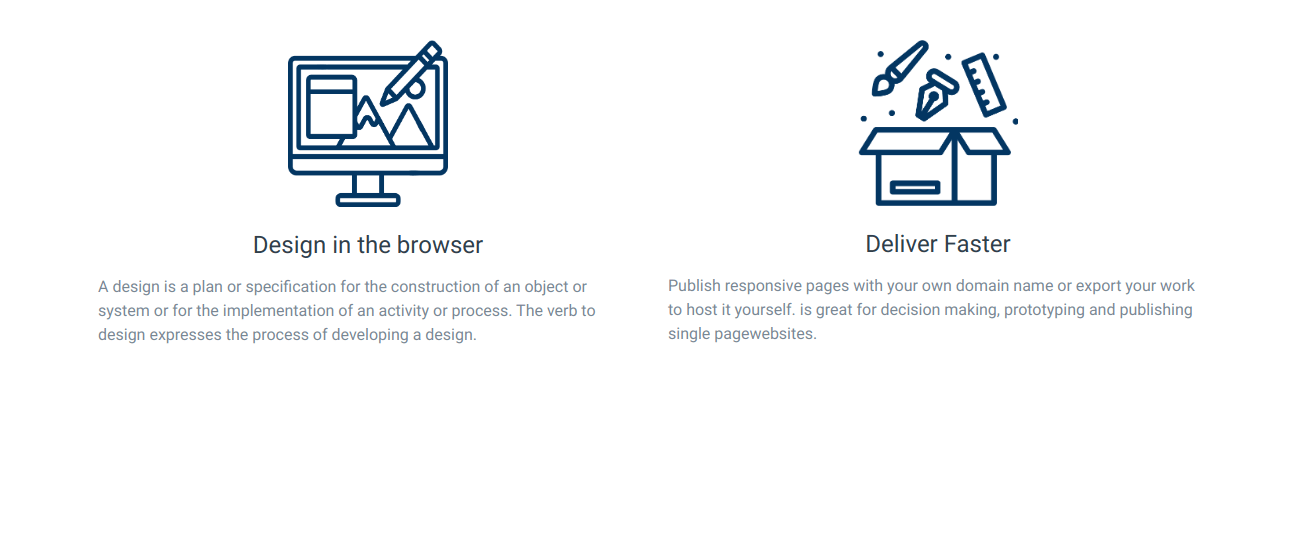 Design in the browser
A design is a plan or specification for the construction of an object or
system or for the implementation of an activity or process. The verb to
design expresses the process of developing a design.
Deliver Faster
Publish responsive pages with your own domain name or export your work
to host it yourself. is great for decision making, prototyping and publishing
single pagewebsites.